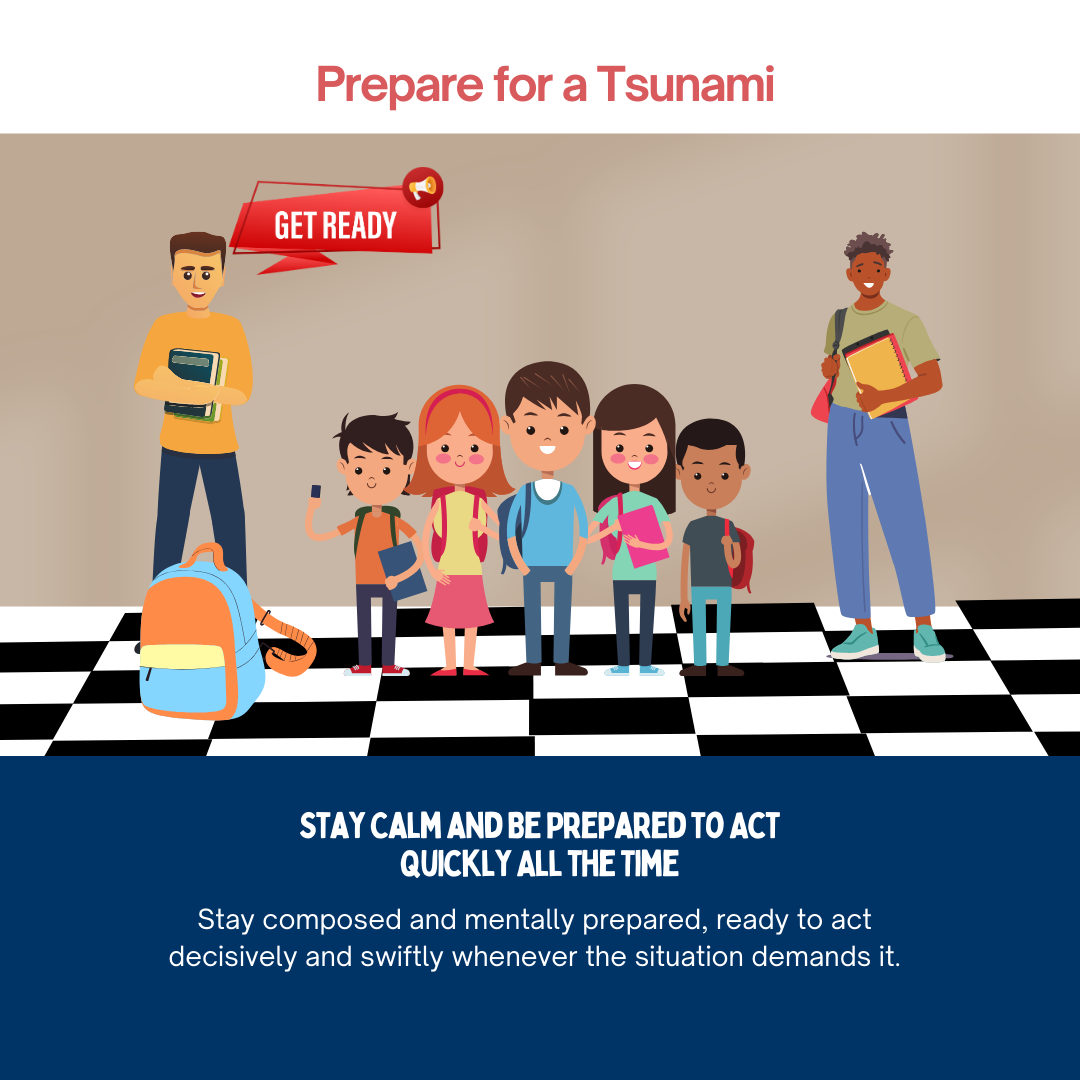 Prepare for a Tsunami
GET READY
STAY CALM AND BE PREPARED TO ACT
QUICKLY ALL THE TIME
Stay composed and mentally prepared, ready to act
decisively and swiftly whenever the situation demands it.